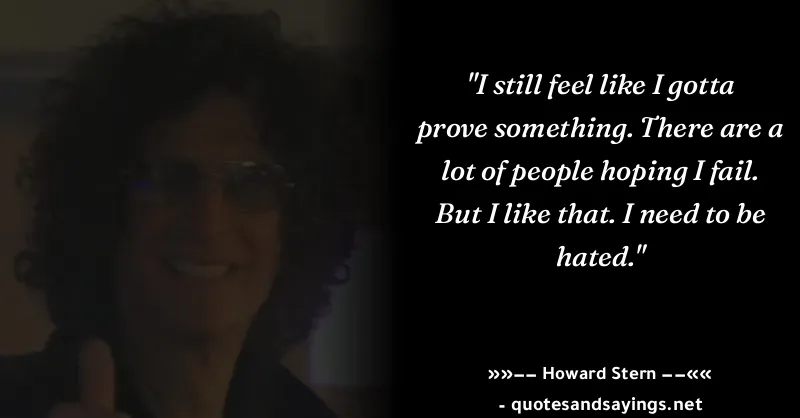 "I still feel like I gotta
prove something. There are a
lot of people hoping I fail.
But I like that. I need to be
hated."
»»−− Howard Stern −−««
- quotesandsayings.net